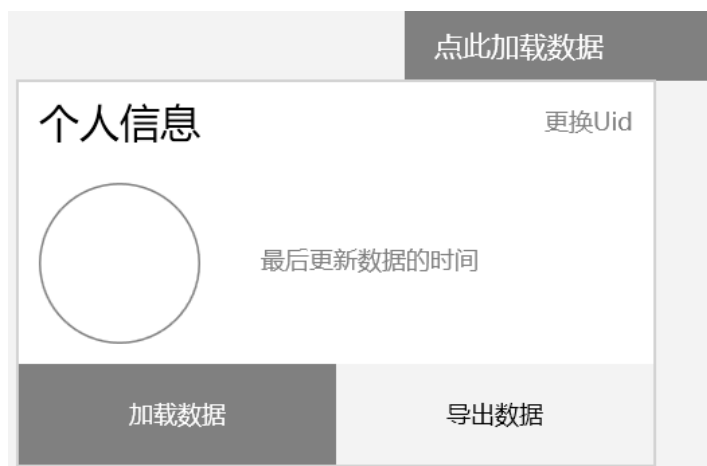 点此加载数据
个人信息
更换Uid
最后更新数据的时间
加载数据
导出数据